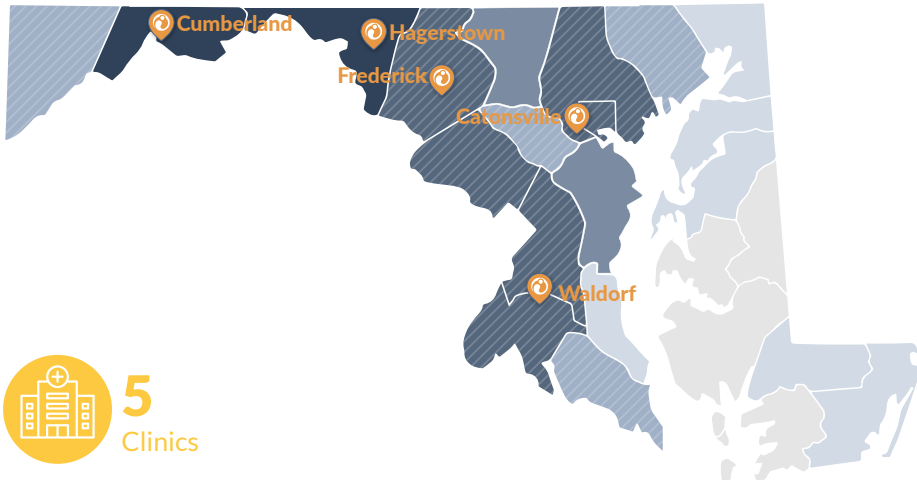 Cumberland
Hagerstown
Frederick
Catonsville
Waldorf
5
Clinics